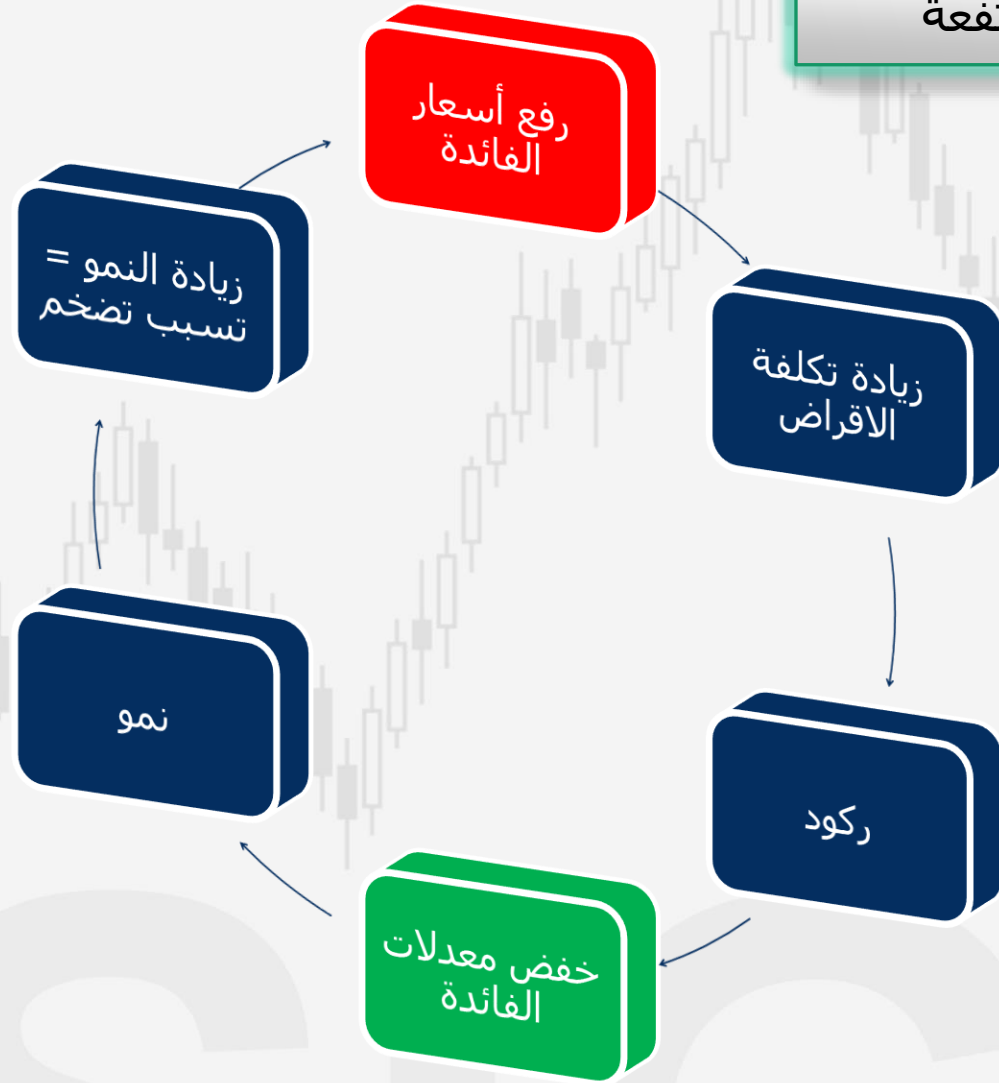 رفع أسعار
الفائدة
زيادة تكلفة
الاقراض
ركود
خفض معدلات
الفائدة
نمو
زيادة النمو =
تسبب تضخم